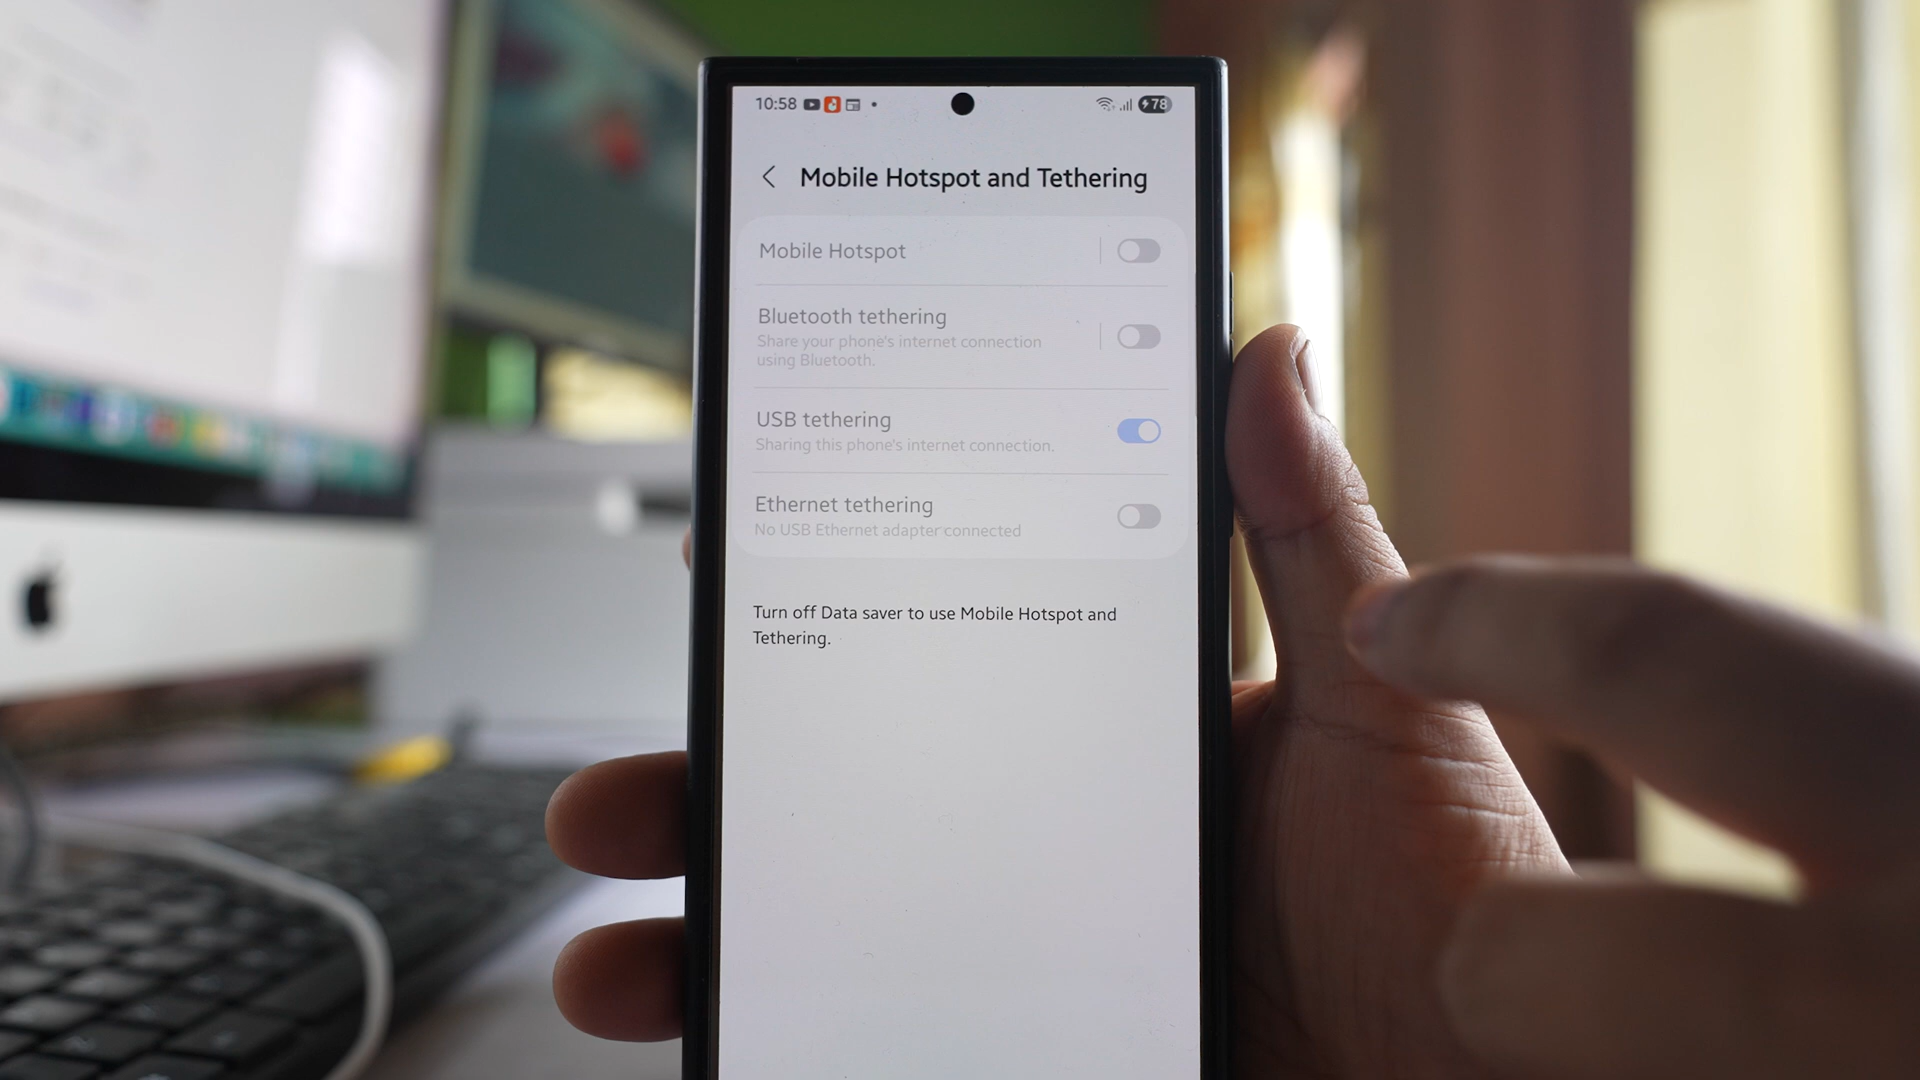 10:58
78
Mobile Hotspot and Tethering
Mobile Hotspot
Bluetooth tethering
Share your phone's internet connection
using Bluetooth.
USB tethering
Sharing this phone's internet connection.
Ethernet tethering
No USB Ethernet adapter connected
Turn off Data saver to use Mobile Hotspot and
Tethering.